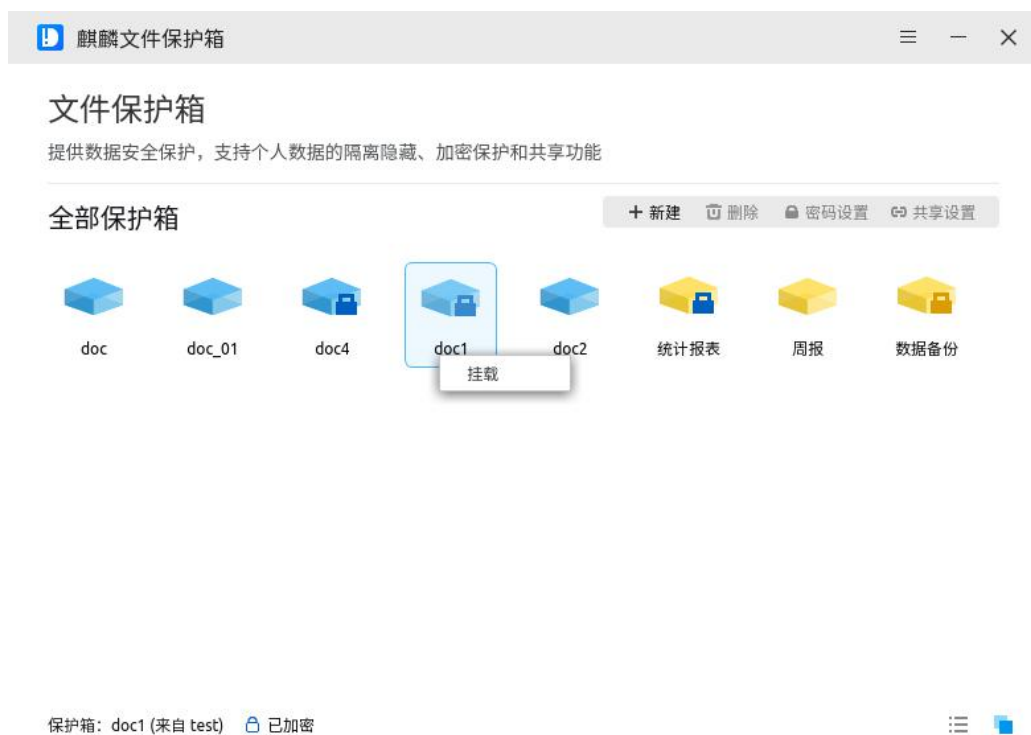 麒麟文件保护箱
文件保护箱
提供数据安全保护，支持个人数据的隔离隐藏、加密保护和共享功能
全部保护箱
新建 删除 密码设置 共享设置
doc doc_01 doc4 doc1 doc2 统计报表 周报 数据备份
挂载
保护箱：doc1 (来自 test) 已加密